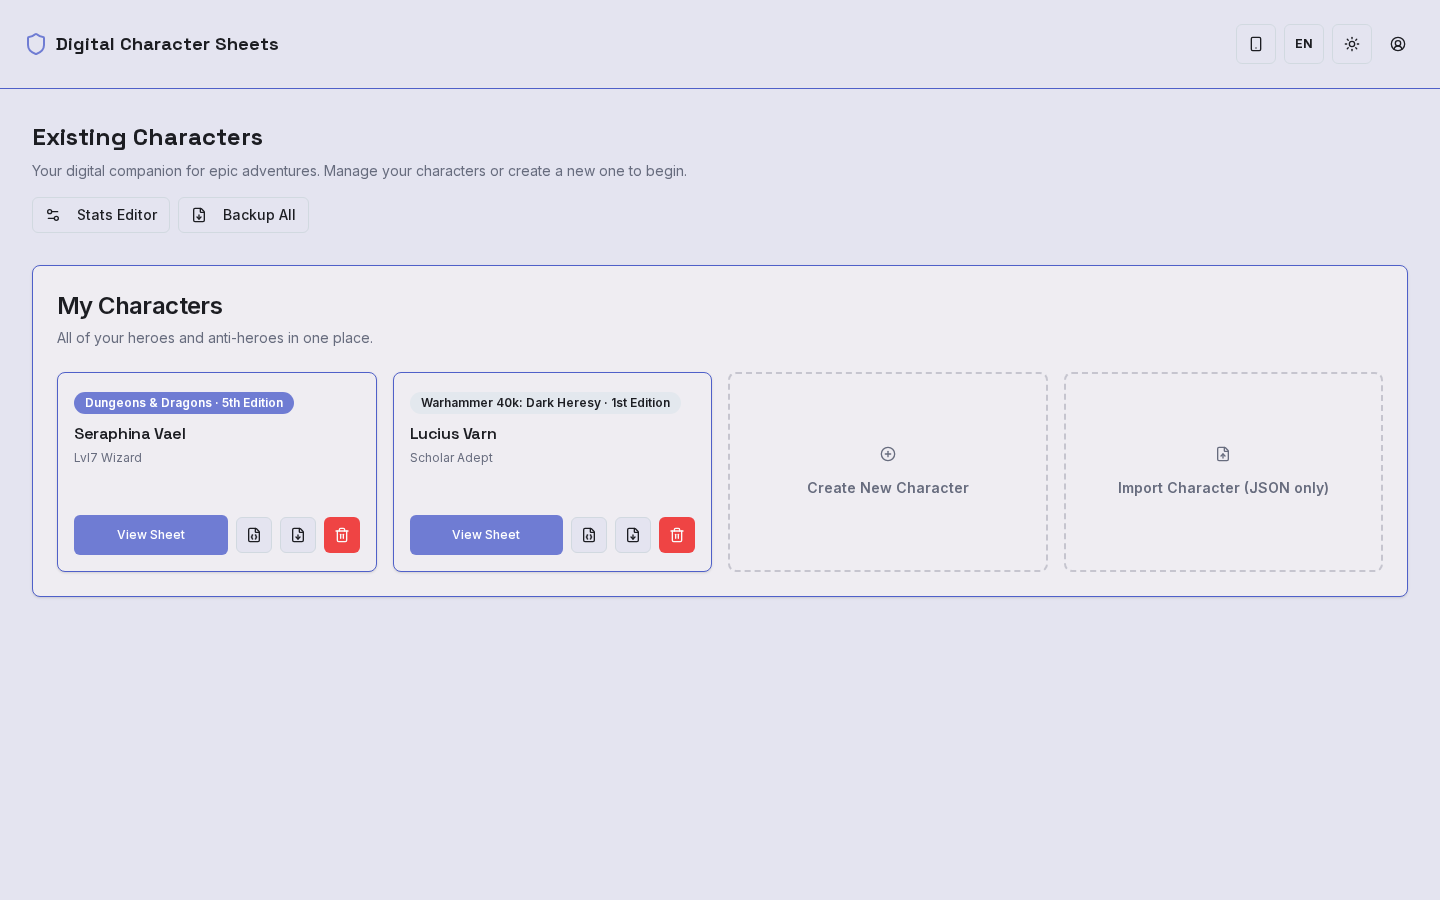 Digital Character Sheets
EN
Existing Characters
Your digital companion for epic adventures. Manage your characters or create a new one to begin.
Stats Editor
Backup All
My Characters
All of your heroes and anti-heroes in one place.
Dungeons & Dragons · 5th Edition
Seraphina Vael
Lvl7 Wizard
View Sheet
Warhammer 40k: Dark Heresy · 1st Edition
Lucius Varn
Scholar Adept
View Sheet
Create New Character
Import Character (JSON only)